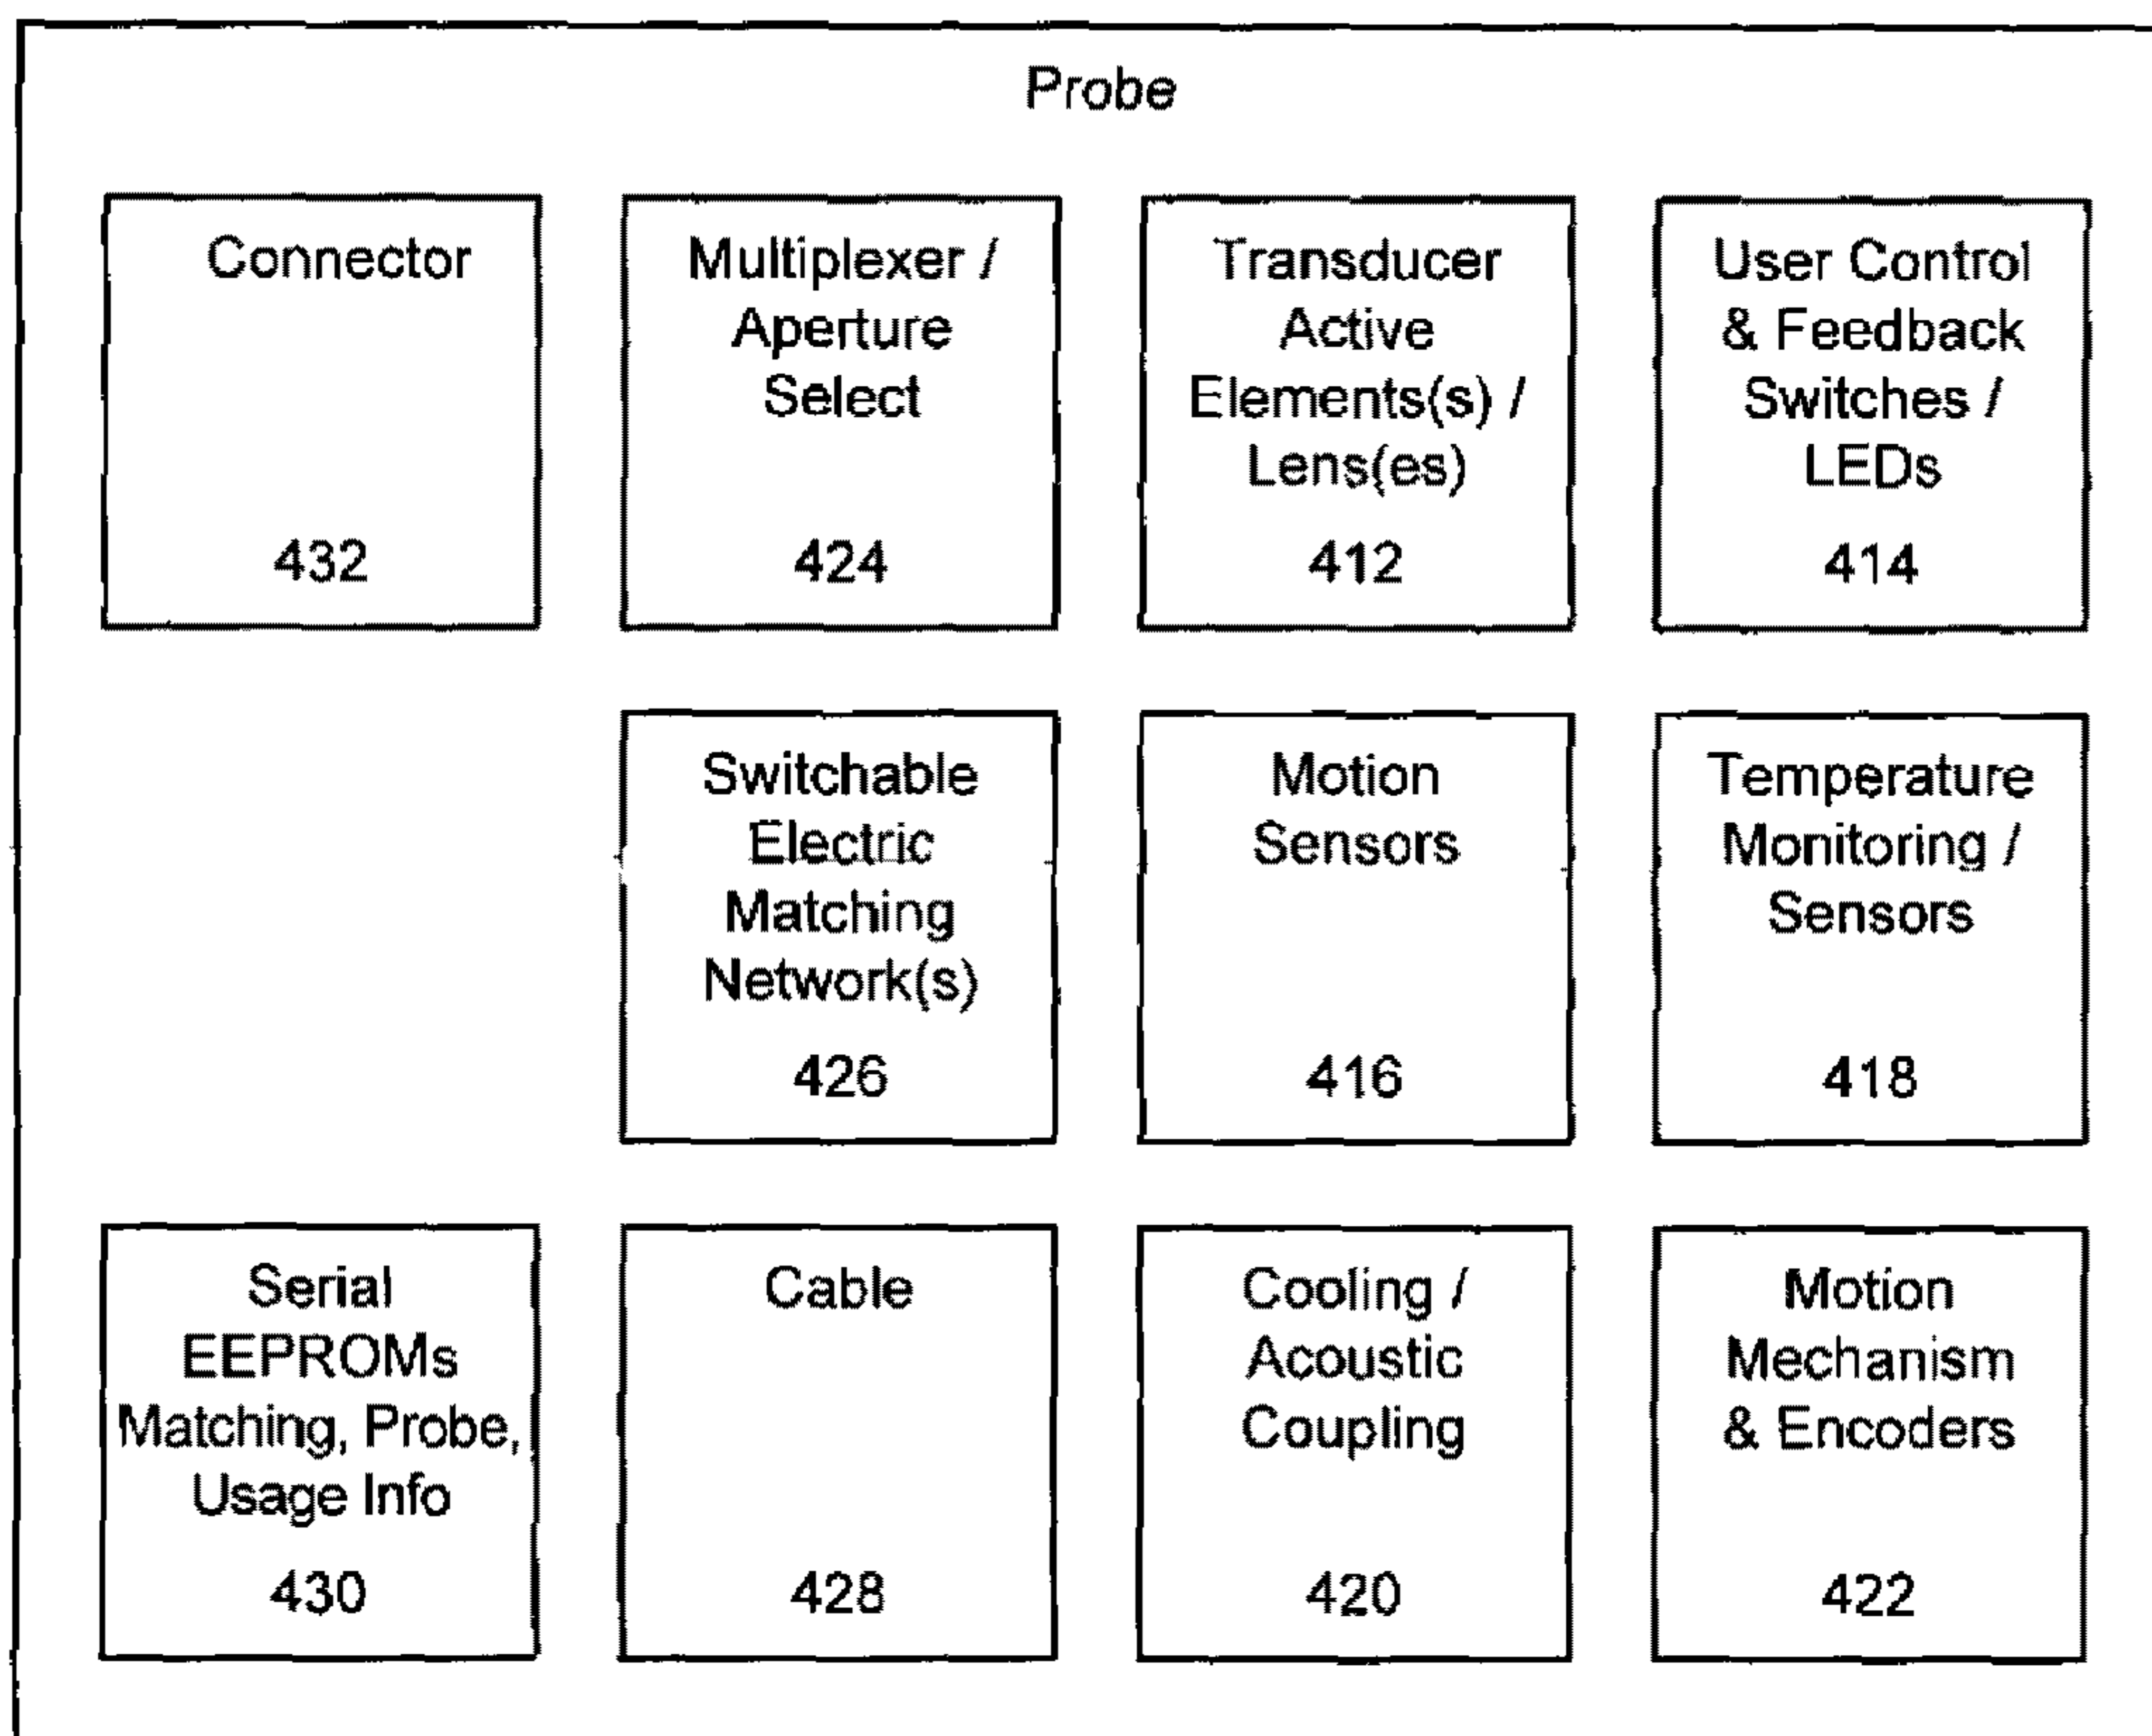 Probe
Connector
432
Multiplexer /
Aperture
Select
424
Transducer
Active
Elements(s) /
Lens(es)
412
User Control
& Feedback
Switches /
LEDs
414
Switchable
Electric
Matching
Network(s)
426
Motion
Sensors
416
Temperature
Monitoring /
Sensors
418
Serial
EEPROMs
Matching, Probe,
Usage Info
430
Cable
428
Cooling /
Acoustic
Coupling
420
Motion
Mechanism
& Encoders
422